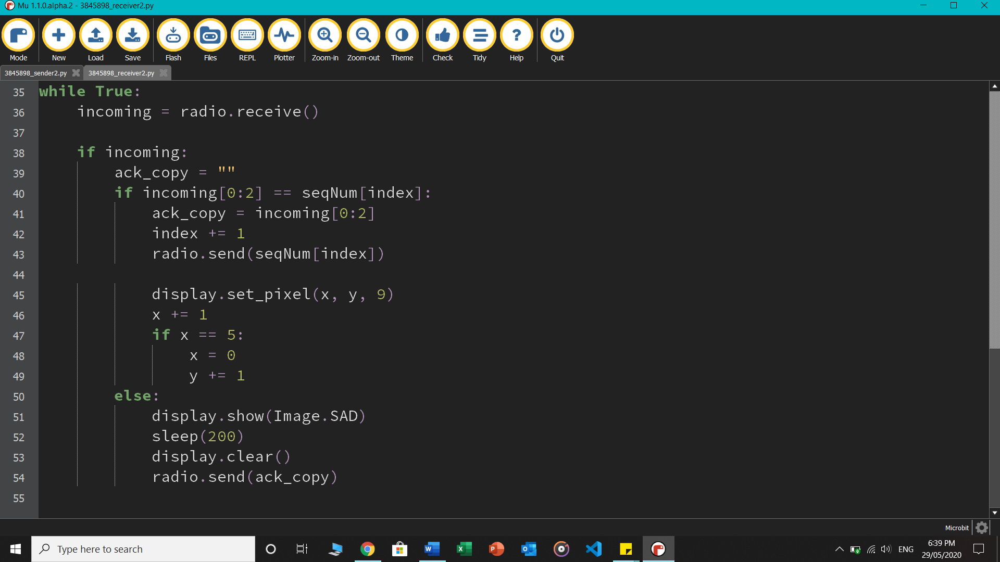 Mu 1.1.0.alpha.2 - 3845898_receiver2.py
Mode New Load Save Flash Files REPL Plotter Zoom-in Zoom-out Theme Check Tidy Help Quit
3845898_sender2.py 3845898_receiver2.py
35 while True:
36     incoming = radio.receive()
37
38     if incoming:
39         ack_copy = ""
40         if incoming[0:2] == seqNum[index]:
41             ack_copy = incoming[0:2]
42             index += 1
43             radio.send(seqNum[index])
44
45             display.set_pixel(x, y, 9)
46             x += 1
47             if x == 5:
48                 x = 0
49                 y += 1
50         else:
51             display.show(Image.SAD)
52             sleep(200)
53             display.clear()
54             radio.send(ack_copy)
55
Microbit
Type here to search
ENG
6:39 PM
29/05/2020